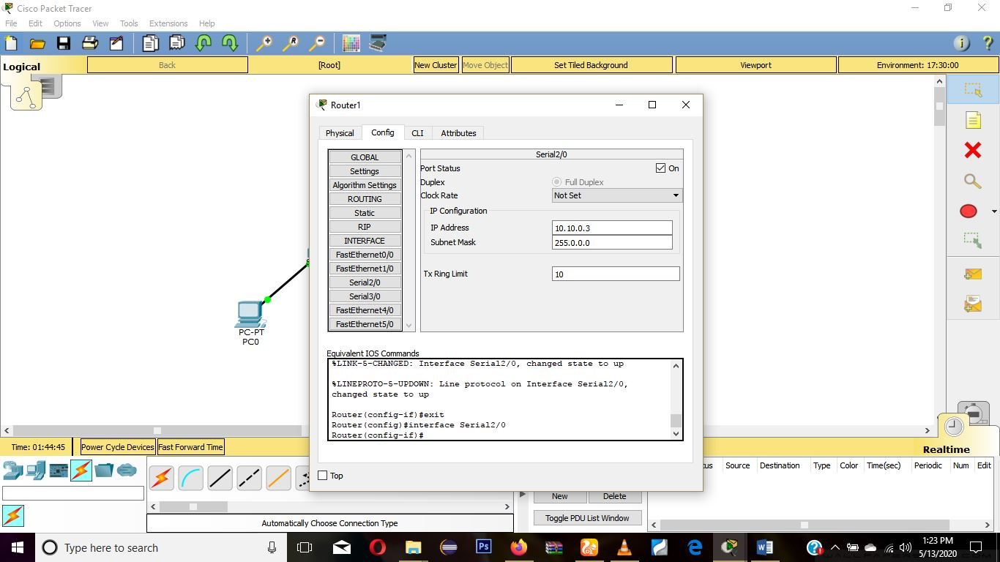 Cisco Packet Tracer
File Edit Options View Tools Extensions Help
Logical
Back
[Root]
New Cluster
Move Object
Set Tiled Background
Viewport
Environment: 17:30:00
Router1
Physical Config CLI Attributes
GLOBAL
Settings
Algorithm Settings
ROUTING
Static
RIP
INTERFACE
FastEthernet0/0
FastEthernet1/0
Serial2/0
Serial3/0
FastEthernet4/0
FastEthernet5/0
Serial2/0
Port Status On
Duplex Full Duplex
Clock Rate Not Set
IP Configuration
IP Address 10.10.0.3
Subnet Mask 255.0.0.0
Tx Ring Limit 10
PC-PT
PC0
Equivalent IOS Commands
%LINK-5-CHANGED: Interface Serial2/0, changed state to up
%LINEPROTO-5-UPDOWN: Line protocol on Interface Serial2/0,
changed state to up
Router(config-if)#exit
Router(config)#interface Serial2/0
Router(config-if)#
Top
Time: 01:44:45
Power Cycle Devices
Fast Forward Time
Realtime
Source Destination Type Color Time(sec) Periodic Num Edit
New
Delete
Toggle PDU List Window
Automatically Choose Connection Type
Type here to search
Ps
1:23 PM
5/13/2020